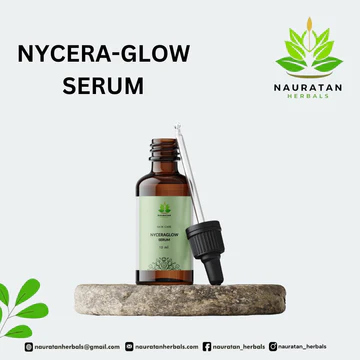 NYCERA-GLOW
SERUM
NAURATAN
HERBALS
NYCERAGLOW
SERUM
nauratanherbals@gmail.com
nauratanherbals.com
nauratan_herbals
nauratan_herbals